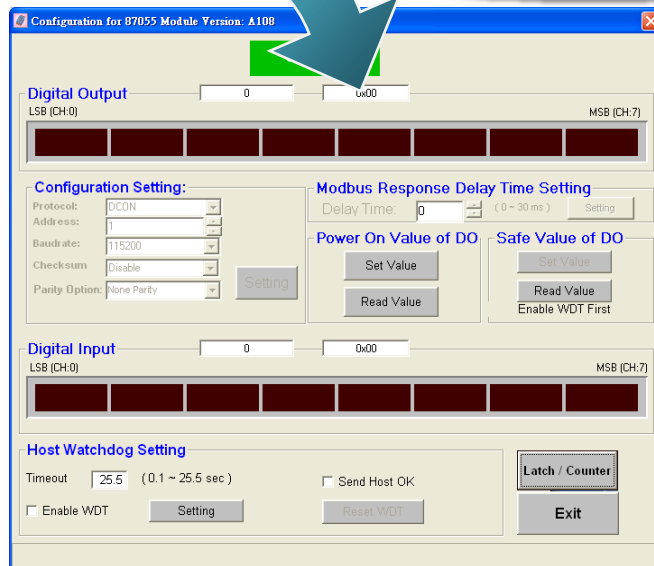 Configuration for 87055 Module Version: A108
Digital Output 0 0x00
LSB (CH:0) MSB (CH:7)
Configuration Setting:
Protocol: DCON
Address: 1
Baudrate: 115200
Checksum Disable
Parity Option: None Parity
Setting
Modbus Response Delay Time Setting
Delay Time: 0 ( 0 ~ 30 ms ) Setting
Power On Value of DO
Set Value
Read Value
Safe Value of DO
Set Value
Read Value
Enable WDT First
Digital Input 0 0x00
LSB (CH:0) MSB (CH:7)
Host Watchdog Setting
Timeout 25.5 ( 0.1 ~ 25.5 sec ) Send Host OK
Enable WDT Setting Reset WDT
Latch / Counter
Exit